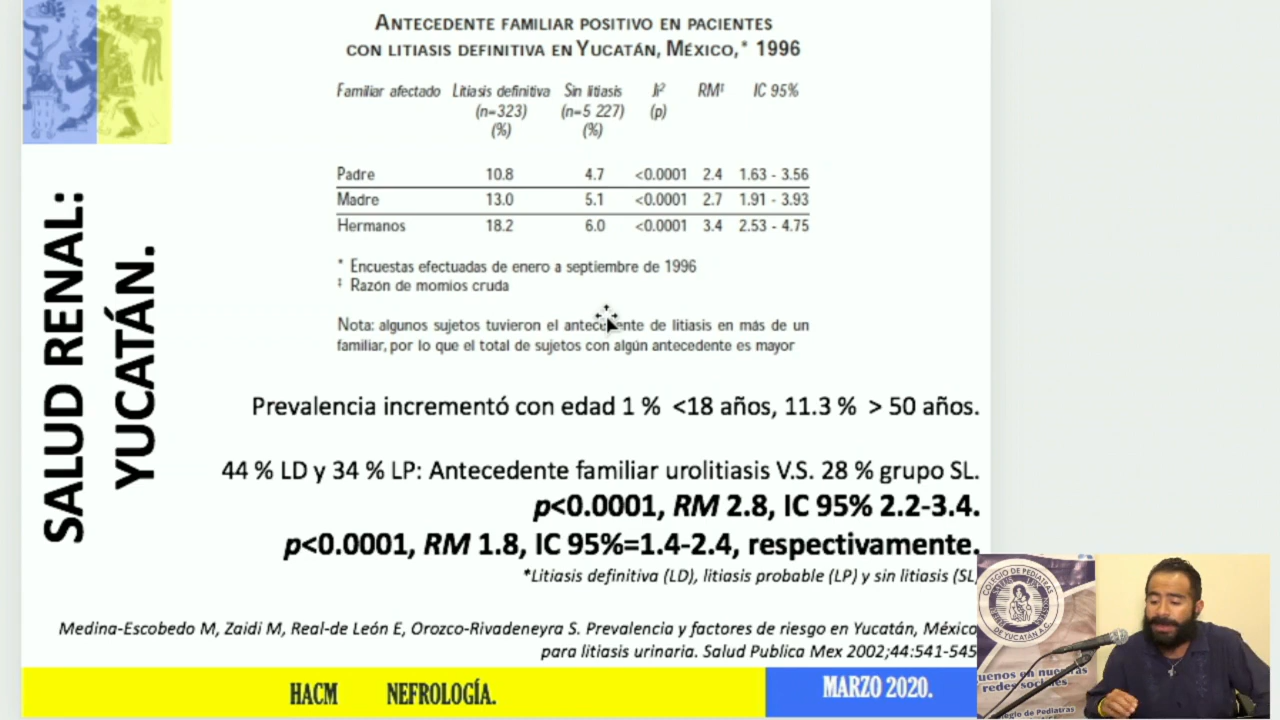 SALUD RENAL:
YUCATÁN.
ANTECEDENTE FAMILIAR POSITIVO EN PACIENTES
CON LITIASIS DEFINITIVA EN YUCATÁN, MÉXICO,* 1996
Familiar afectado Litiasis definitiva Sin litiasis Ji² RM‡ IC 95%
(n=323) (n=5 227) (p)
(%) (%)
Padre 10.8 4.7 <0.0001 2.4 1.63 - 3.56
Madre 13.0 5.1 <0.0001 2.7 1.91 - 3.93
Hermanos 18.2 6.0 <0.0001 3.4 2.53 - 4.75
* Encuestas efectuadas de enero a septiembre de 1996
‡ Razón de momios cruda
Nota: algunos sujetos tuvieron el antecedente de litiasis en más de un
familiar, por lo que el total de sujetos con algún antecedente es mayor
Prevalencia incrementó con edad 1 % <18 años, 11.3 % > 50 años.
44 % LD y 34 % LP: Antecedente familiar urolitiasis V.S. 28 % grupo SL.
p<0.0001, RM 2.8, IC 95% 2.2-3.4.
p<0.0001, RM 1.8, IC 95%=1.4-2.4, respectivamente.
*Litiasis definitiva (LD), litiasis probable (LP) y sin litiasis (SL
Medina-Escobedo M, Zaidi M, Real-de León E, Orozco-Rivadeneyra S. Prevalencia y factores de riesgo en Yucatán, México
para litiasis urinaria. Salud Publica Mex 2002;44:541-545
HACM NEFROLOGÍA.
MARZO 2020.
COLEGIO DE PEDIATRAS
DE YUCATÁN A.C.
redes sociales
de Pediatras